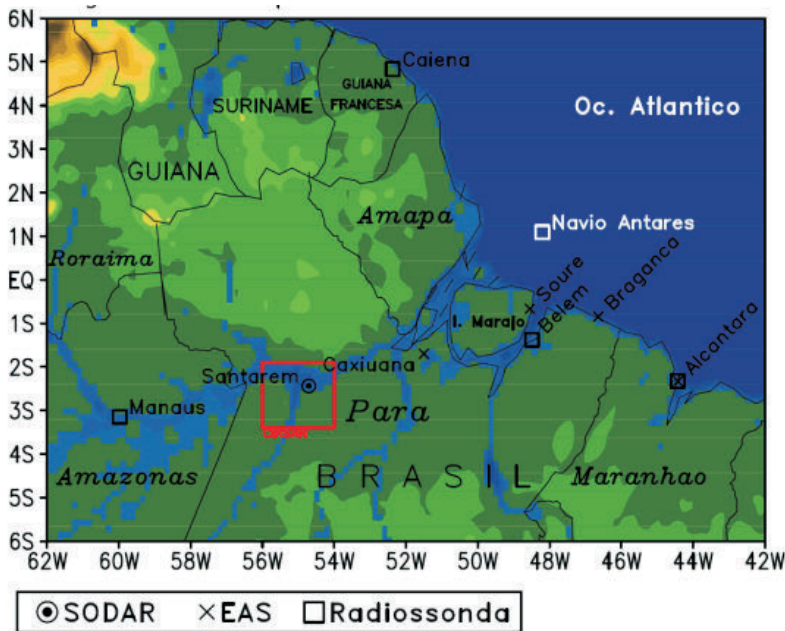 6N
5N
4N
3N
2N
1N
EQ
1S
2S
3S
4S
5S
6S
Caiena
GUIANA
FRANCESA
SURINAME
Oc. Atlantico
GUIANA
Amapa
Navio Antares
Roraima
Soure
Belem
Braganca
I. Marajo
Alcantara
Caxiuana
Santarem
Manaus
Para
BRASIL
Amazonas
Maranhao
62W 60W 58W 56W 54W 52W 50W 48W 46W 44W 42W
SODAR EAS Radiossonda